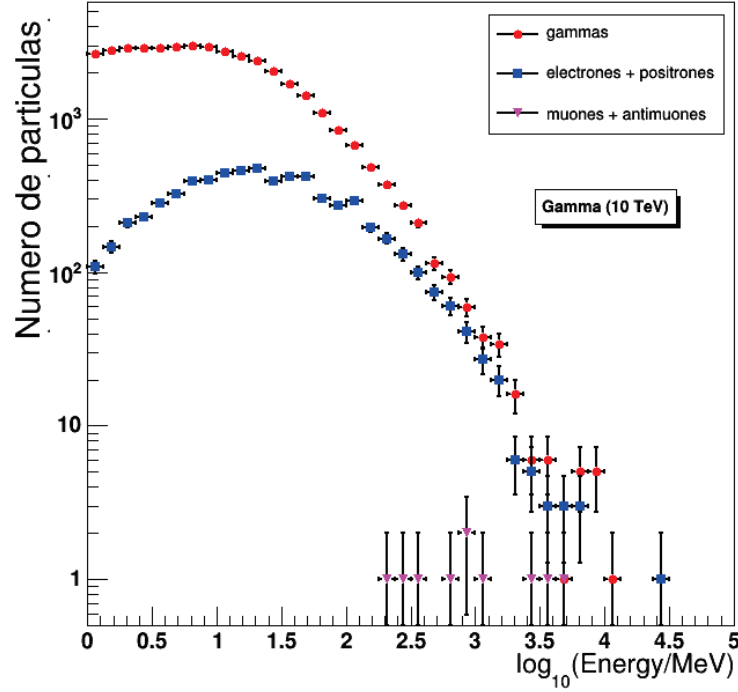 Numero de particulas
gammas
electrones + positrones
muones + antimuones
Gamma (10 TeV)
10³
10²
10
1
0 0.5 1 1.5 2 2.5 3 3.5 4 4.5 5
log₁₀(Energy/MeV)